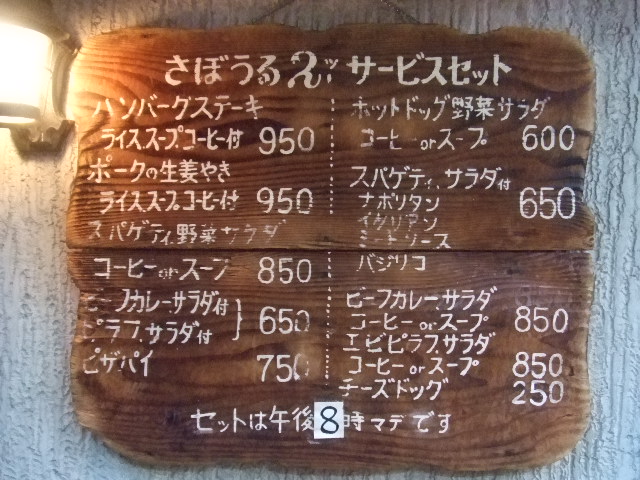 さぼうる2ッ サービスセット
ハンバークステーキ
ライス、スープ、コーヒー付 950
ポークの生姜やき
ライス、スープ、コーヒー付 950
スパゲティ、野菜サラダ
コーヒー or スープ 850
ビーフカレー、サラダ付
ピラフ、サラダ付 650
ピザパイ 750
ホットドッグ野菜サラダ
コーヒー or スープ 600
スパゲティ、サラダ付
ナポリタン 650
イタリアン
ミートソース
バジリコ
ビーフカレー、サラダ
コーヒー or スープ 850
エビピラフ、サラダ
コーヒー or スープ 850
チーズドッグ 250
セットは午後8時マデです